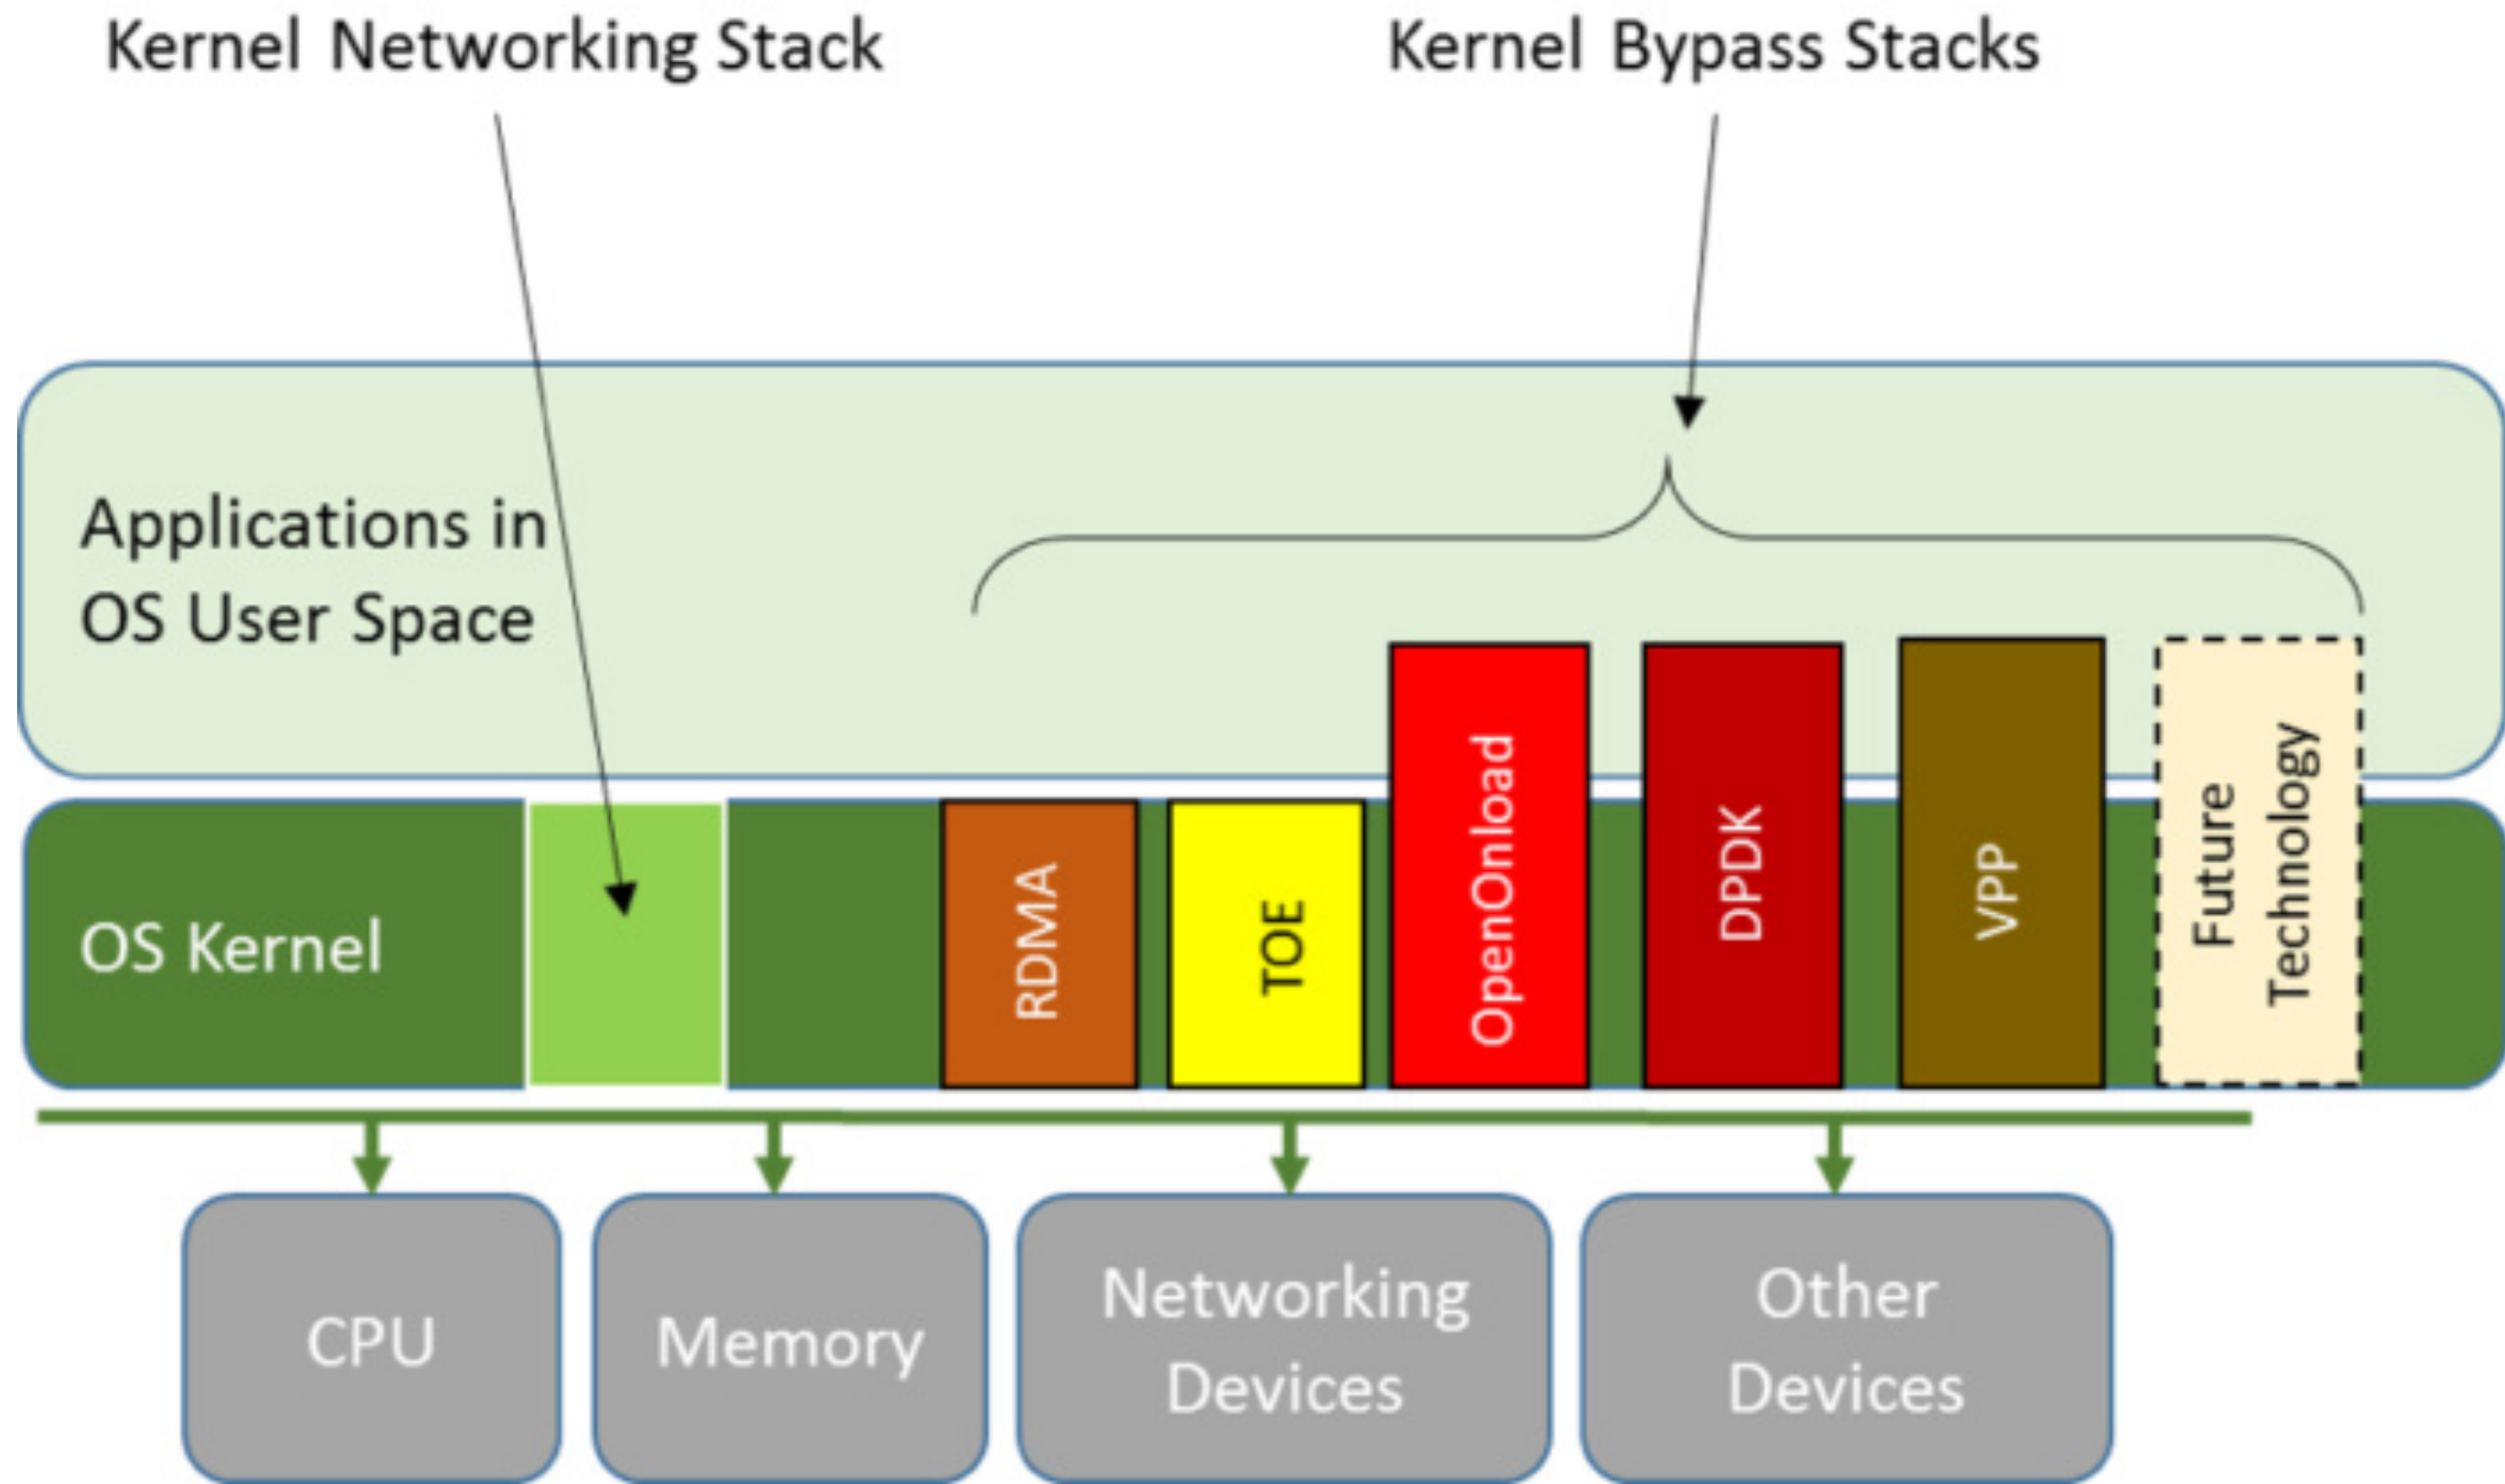 Kernel Networking Stack
Kernel Bypass Stacks
Applications in
OS User Space
OS Kernel
RDMA
TOE
OpenOnload
DPDK
VPP
Future
Technology
CPU
Memory
Networking
Devices
Other
Devices